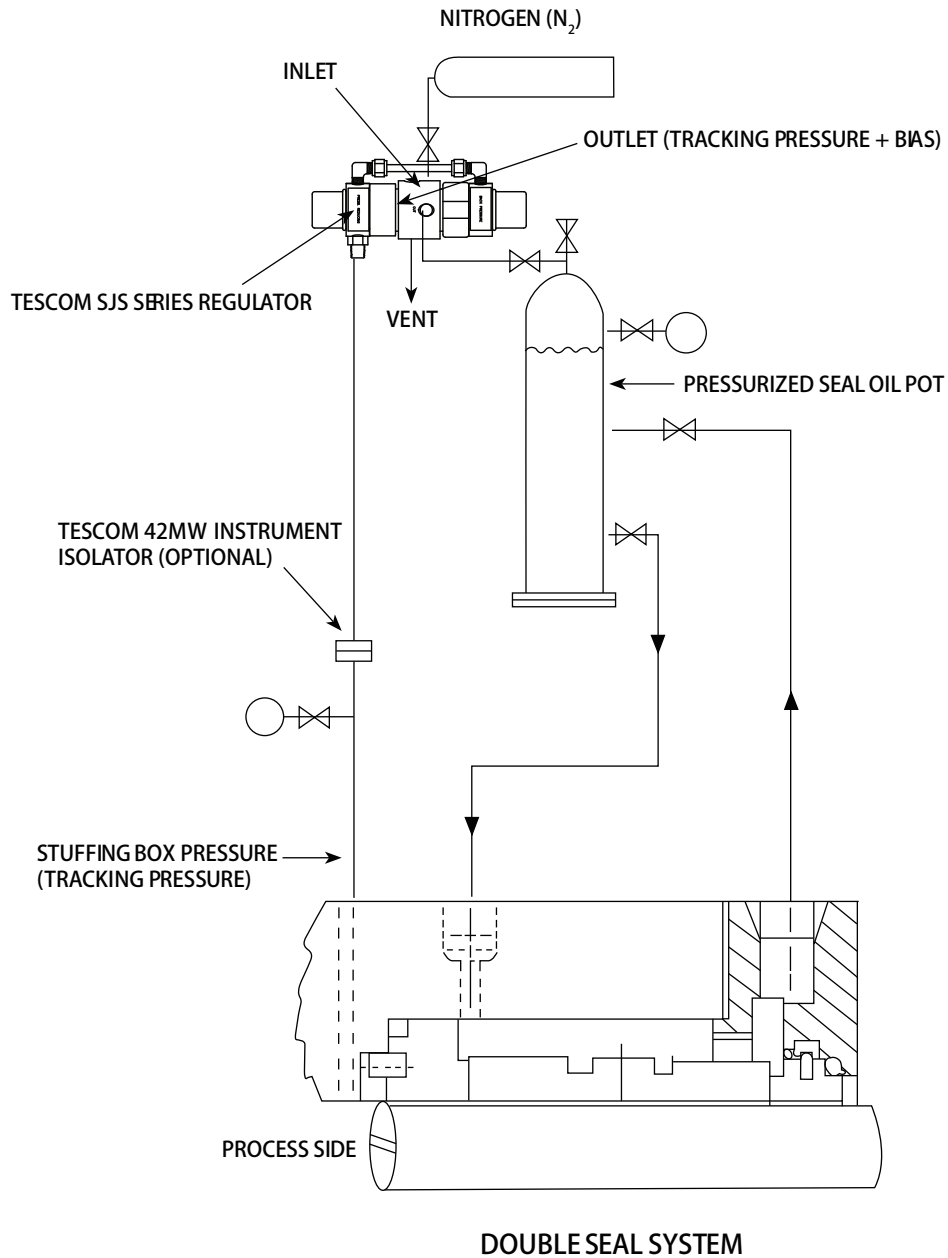 NITROGEN (N₂)
INLET
OUTLET (TRACKING PRESSURE + BIAS)
TESCOM SJS SERIES REGULATOR
VENT
PRESSURIZED SEAL OIL POT
TESCOM 42MW INSTRUMENT
ISOLATOR (OPTIONAL)
STUFFING BOX PRESSURE
(TRACKING PRESSURE)
PROCESS SIDE
DOUBLE SEAL SYSTEM